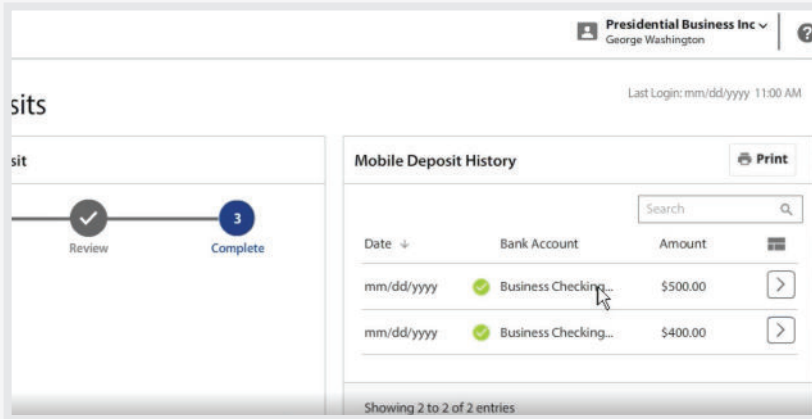 Presidential Business Inc
George Washington
sits
Last Login: mm/dd/yyyy 11:00 AM
sit
Mobile Deposit History
Print
3
Review
Complete
Search
Date Bank Account Amount
mm/dd/yyyy Business Checking... $500.00
mm/dd/yyyy Business Checking... $400.00
Showing 2 to 2 of 2 entries